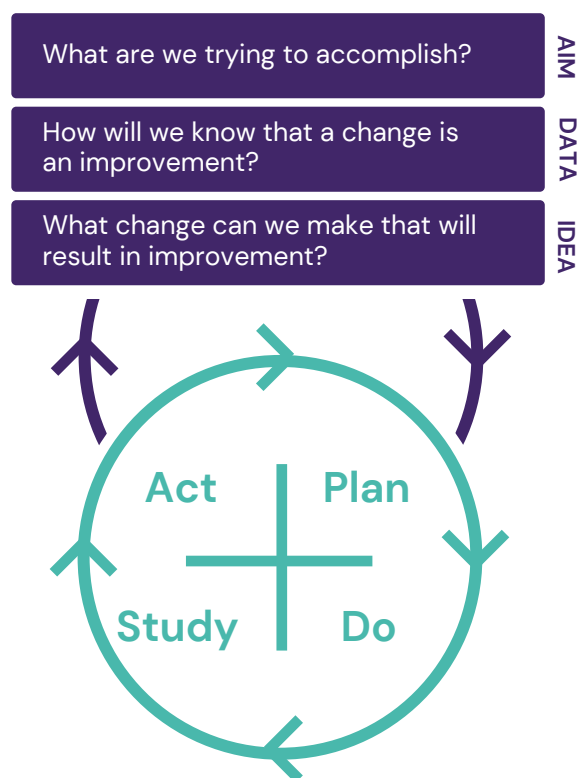 What are we trying to accomplish?
AIM
How will we know that a change is
an improvement?
DATA
What change can we make that will
result in improvement?
IDEA
Act
Plan
Study
Do